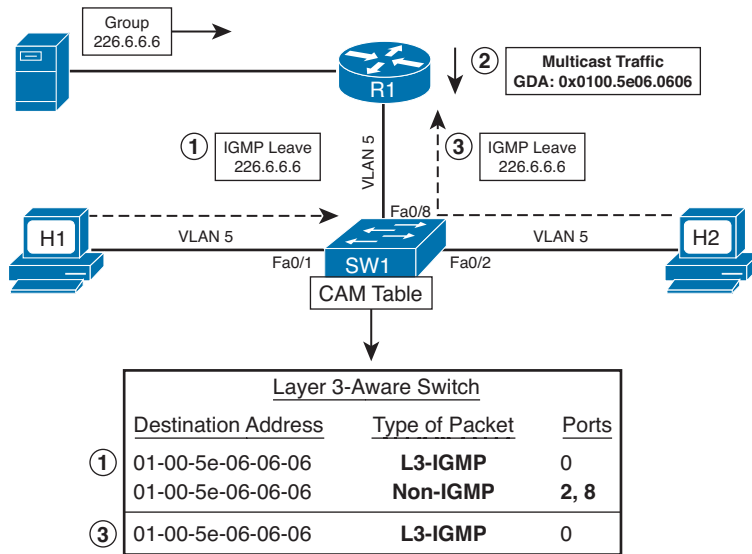 Group
226.6.6.6
R1
2
Multicast Traffic
GDA: 0x0100.5e06.0606
1
IGMP Leave
226.6.6.6
VLAN 5
3
IGMP Leave
226.6.6.6
H1
VLAN 5
Fa0/1
Fa0/8
SW1
Fa0/2
VLAN 5
H2
CAM Table
Layer 3-Aware Switch
Destination Address Type of Packet Ports
1 01-00-5e-06-06-06 L3-IGMP 0
01-00-5e-06-06-06 Non-IGMP 2, 8
3 01-00-5e-06-06-06 L3-IGMP 0